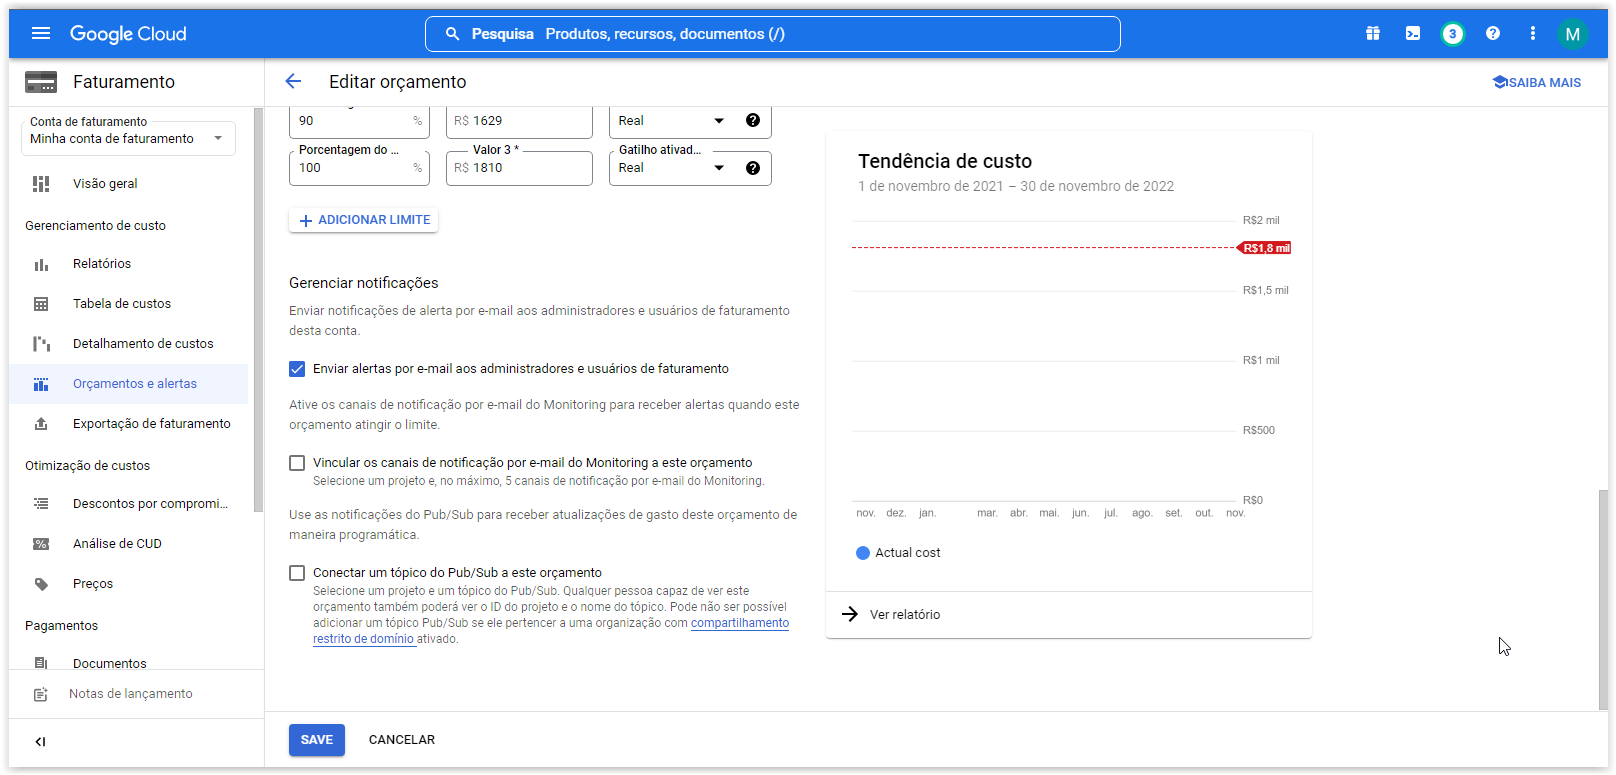 Google Cloud
Pesquisa Produtos, recursos, documentos (/)
3
M
Faturamento
Editar orçamento
SAIBA MAIS
Conta de faturamento
Minha conta de faturamento
Visão geral
Gerenciamento de custo
Relatórios
Tabela de custos
Detalhamento de custos
Orçamentos e alertas
Exportação de faturamento
Otimização de custos
Descontos por compromi...
Análise de CUD
Preços
Pagamentos
Documentos
Notas de lançamento
90 %
R$ 1629
Real
Porcentagem do ...
100 %
Valor 3 *
R$ 1810
Gatilho ativad...
Real
ADICIONAR LIMITE
Gerenciar notificações
Enviar notificações de alerta por e-mail aos administradores e usuários de faturamento
desta conta.
Enviar alertas por e-mail aos administradores e usuários de faturamento
Ative os canais de notificação por e-mail do Monitoring para receber alertas quando este
orçamento atingir o limite.
Vincular os canais de notificação por e-mail do Monitoring a este orçamento
Selecione um projeto e, no máximo, 5 canais de notificação por e-mail do Monitoring.
Use as notificações do Pub/Sub para receber atualizações de gasto deste orçamento de
maneira programática.
Conectar um tópico do Pub/Sub a este orçamento
Selecione um projeto e um tópico do Pub/Sub. Qualquer pessoa capaz de ver este
orçamento também poderá ver o ID do projeto e o nome do tópico. Pode não ser possível
adicionar um tópico Pub/Sub se ele pertencer a uma organização com compartilhamento
restrito de domínio ativado.
Tendência de custo
1 de novembro de 2021 – 30 de novembro de 2022
R$2 mil
R$1,8 mil
R$1,5 mil
R$1 mil
R$500
R$0
nov. dez. jan. mar. abr. mai. jun. jul. ago. set. out. nov.
Actual cost
Ver relatório
SAVE
CANCELAR